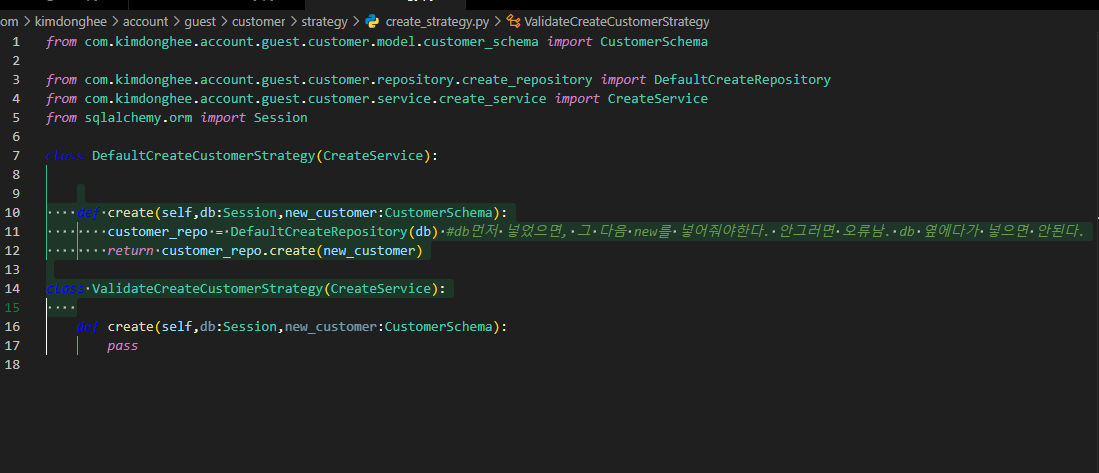 om > kimdonghee > account > guest > customer > strategy > create_strategy.py > ValidateCreateCustomerStrategy
1 from com.kimdonghee.account.guest.customer.model.customer_schema import CustomerSchema
2
3 from com.kimdonghee.account.guest.customer.repository.create_repository import DefaultCreateRepository
4 from com.kimdonghee.account.guest.customer.service.create_service import CreateService
5 from sqlalchemy.orm import Session
6
7 class DefaultCreateCustomerStrategy(CreateService):
8
9
10     def create(self,db:Session,new_customer:CustomerSchema):
11         customer_repo = DefaultCreateRepository(db) #db먼저 넣었으면, 그 다음 new를 넣어줘야한다. 안그러면 오류남. db 옆에다가 넣으면 안된다.
12         return customer_repo.create(new_customer)
13
14 class ValidateCreateCustomerStrategy(CreateService):
15
16     def create(self,db:Session,new_customer:CustomerSchema):
17         pass
18